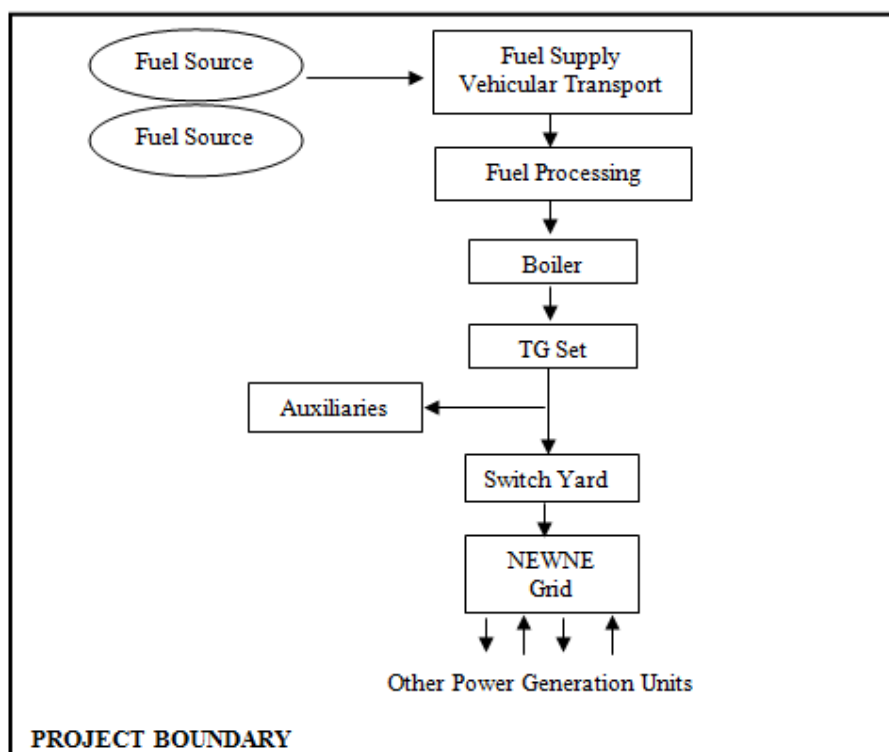 Fuel Source
Fuel Supply
Vehicular Transport
Fuel Source
Fuel Processing
Boiler
TG Set
Auxiliaries
Switch Yard
NEWNE
Grid
Other Power Generation Units
PROJECT BOUNDARY